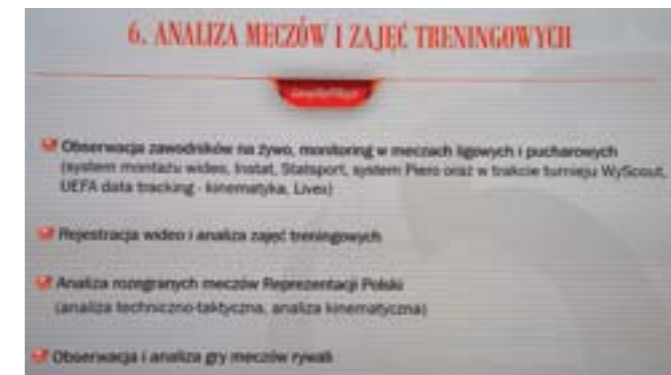 6. ANALIZA MECZÓW I ZAJĘĆ TRENINGOWYCH
Obserwacja zawodników na żywo, monitoring w meczach ligowych i pucharowych
(system montażu wideo, Instat, Statsport, system Piero oraz w trakcie turnieju WyScout,
UEFA data tracking - kinematyka, Livex)
Rejestracja wideo i analiza zajęć treningowych
Analiza rozegranych meczów Reprezentacji Polski
(analiza techniczno-taktyczna, analiza kinematyczna)
Obserwacja i analiza gry meczów rywali